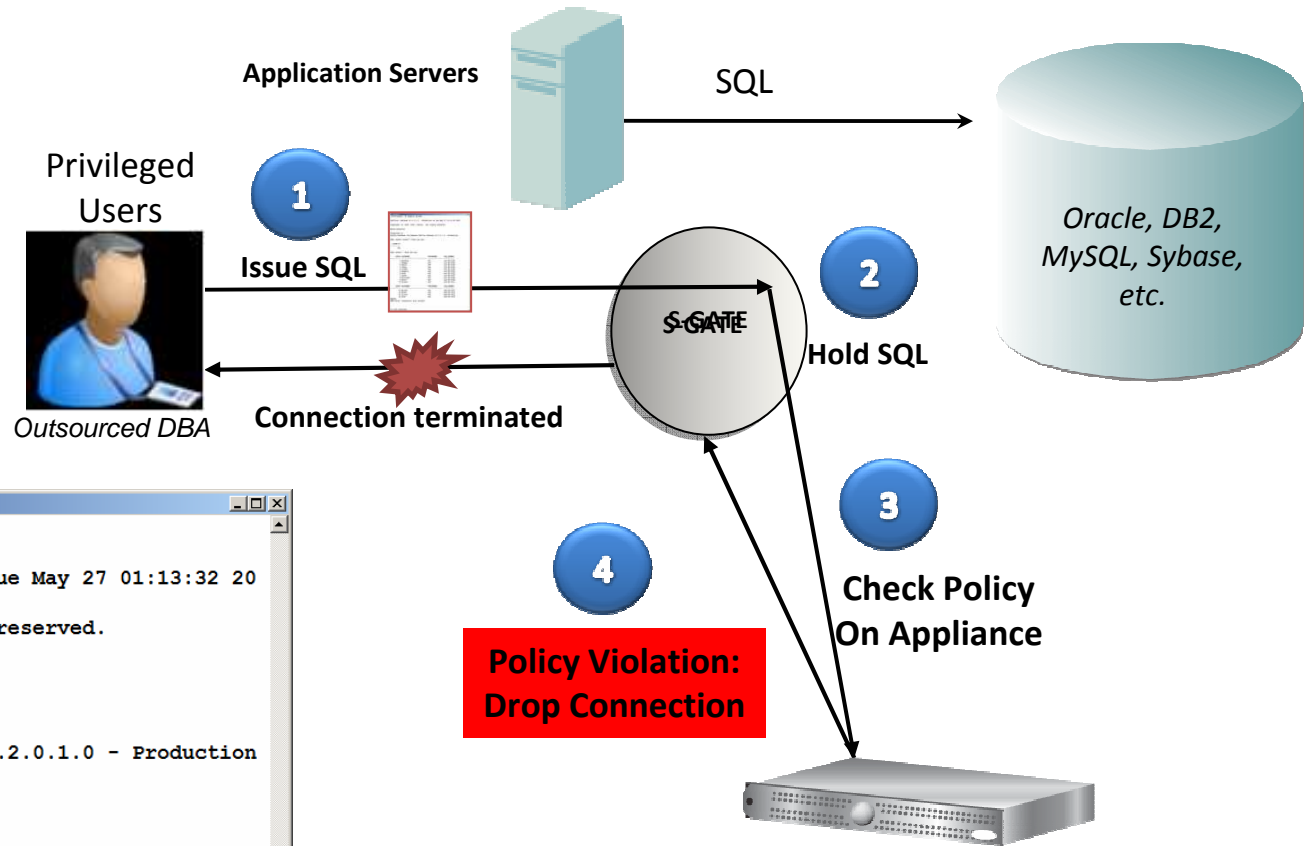 Application Servers
SQL
Privileged
Users
1
Issue SQL
Oracle, DB2,
MySQL, Sybase,
etc.
2
S-GATE
Hold SQL
Connection terminated
Outsourced DBA
3
Check Policy
On Appliance
4
Policy Violation:
Drop Connection
ue May 27 01:13:32 20
reserved.
.2.0.1.0 - Production